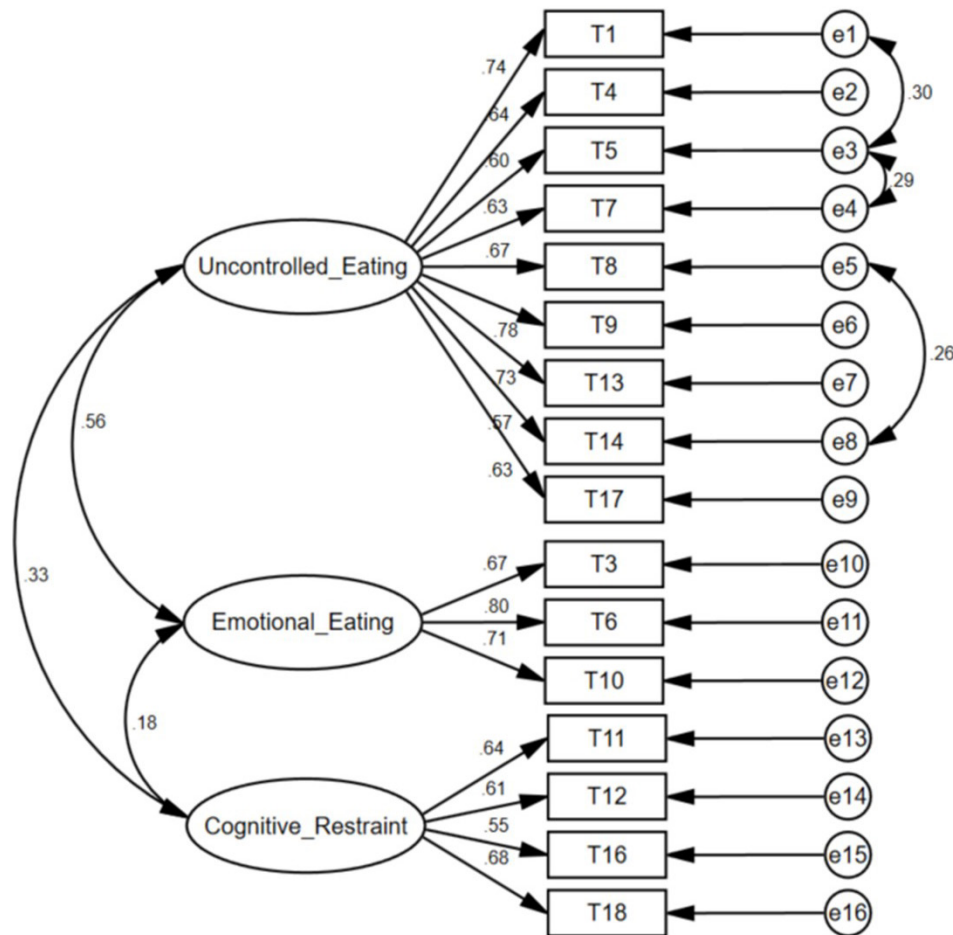 T1
e1
.74
.30
T4
e2
.64
T5
e3
.60
.29
T7
e4
.63
Uncontrolled_Eating
.67
T8
e5
T9
e6
.78
.26
T13
e7
.73
T14
e8
.57
.56
.63
T17
e9
.67
T3
e10
.33
Emotional_Eating
.80
T6
e11
.71
T10
e12
.18
.64
T11
e13
.61
T12
e14
Cognitive_Restraint
.55
T16
e15
.68
T18
e16